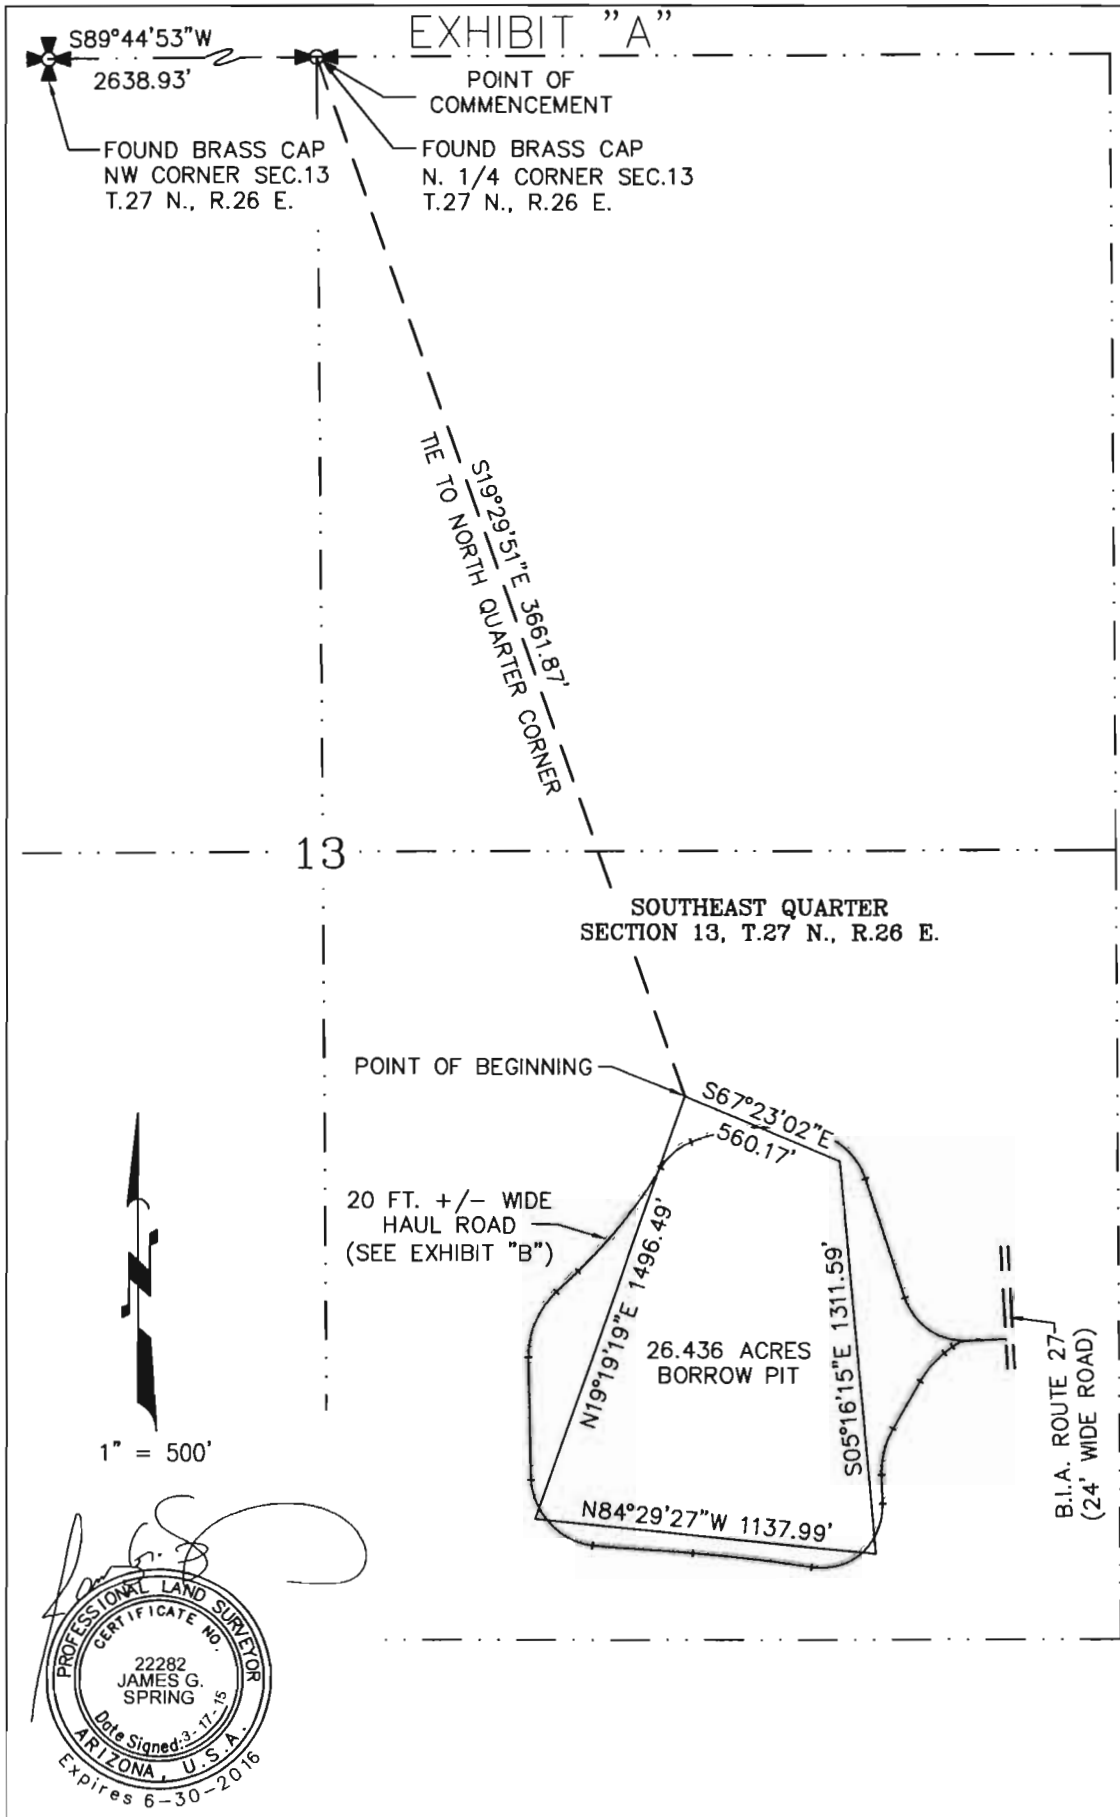 EXHIBIT "A"
S89°44'53"W
2638.93'
POINT OF
COMMENCEMENT
FOUND BRASS CAP
NW CORNER SEC.13
T.27 N., R.26 E.
FOUND BRASS CAP
N. 1/4 CORNER SEC.13
T.27 N., R.26 E.
S19°29'51"E 3661.87'
TIE TO NORTH QUARTER CORNER
13
SOUTHEAST QUARTER
SECTION 13, T.27 N., R.26 E.
POINT OF BEGINNING
S67°23'02"E
560.17'
20 FT. +/- WIDE
HAUL ROAD
(SEE EXHIBIT "B")
N19°19'19"E 1496.49'
26.436 ACRES
BORROW PIT
S05°16'15"E 1311.59'
B.I.A. ROUTE 27
(24' WIDE ROAD)
N84°29'27"W 1137.99'
N
1" = 500'
PROFESSIONAL LAND SURVEYOR
CERTIFICATE NO.
22282
JAMES G.
SPRING
Date Signed: 3-17-15
ARIZONA, U.S.A.
Expires 6-30-2016